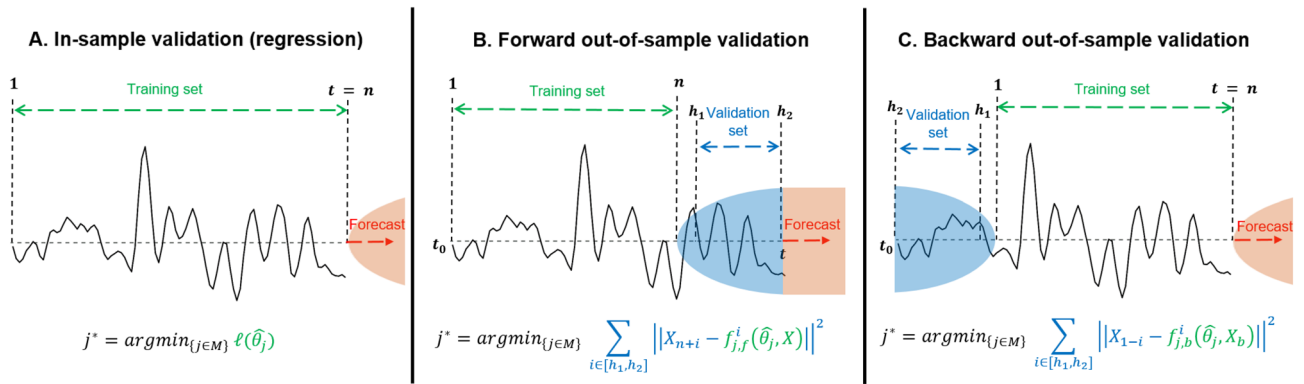 A. In-sample validation (regression)
1
Training set
t = n
Forecast
j* = argmin_{j∈M} ℓ(θ̂_j)
B. Forward out-of-sample validation
1
Training set
n
h₁
Validation
set
h₂
t₀
t
Forecast
j* = argmin_{j∈M} ∑_{i∈[h₁,h₂]} ||X_{n+i} − f^i_{j,f}(θ̂_j, X)||²
C. Backward out-of-sample validation
h₂
Validation
set
h₁
1
Training set
t = n
t₀
Forecast
j* = argmin_{j∈M} ∑_{i∈[h₁,h₂]} ||X_{1−i} − f^i_{j,b}(θ̂_j, X_b)||²